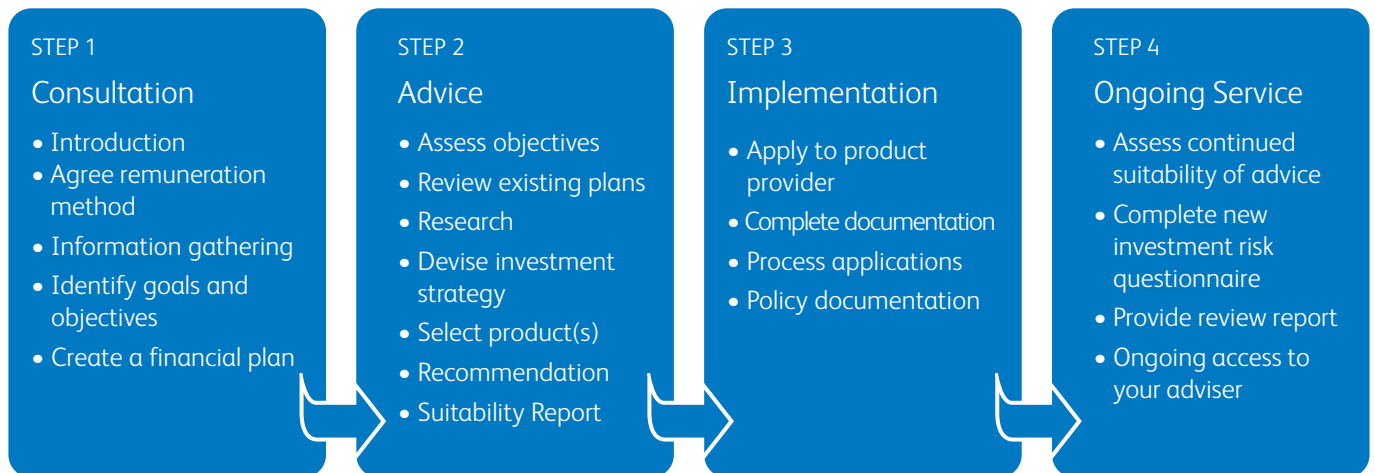 STEP 1
Consultation
• Introduction
• Agree remuneration
method
• Information gathering
• Identify goals and
objectives
• Create a financial plan
STEP 2
Advice
• Assess objectives
• Review existing plans
• Research
• Devise investment
strategy
• Select product(s)
• Recommendation
• Suitability Report
STEP 3
Implementation
• Apply to product
provider
• Complete documentation
• Process applications
• Policy documentation
STEP 4
Ongoing Service
• Assess continued
suitability of advice
• Complete new
investment risk
questionnaire
• Provide review report
• Ongoing access to
your adviser